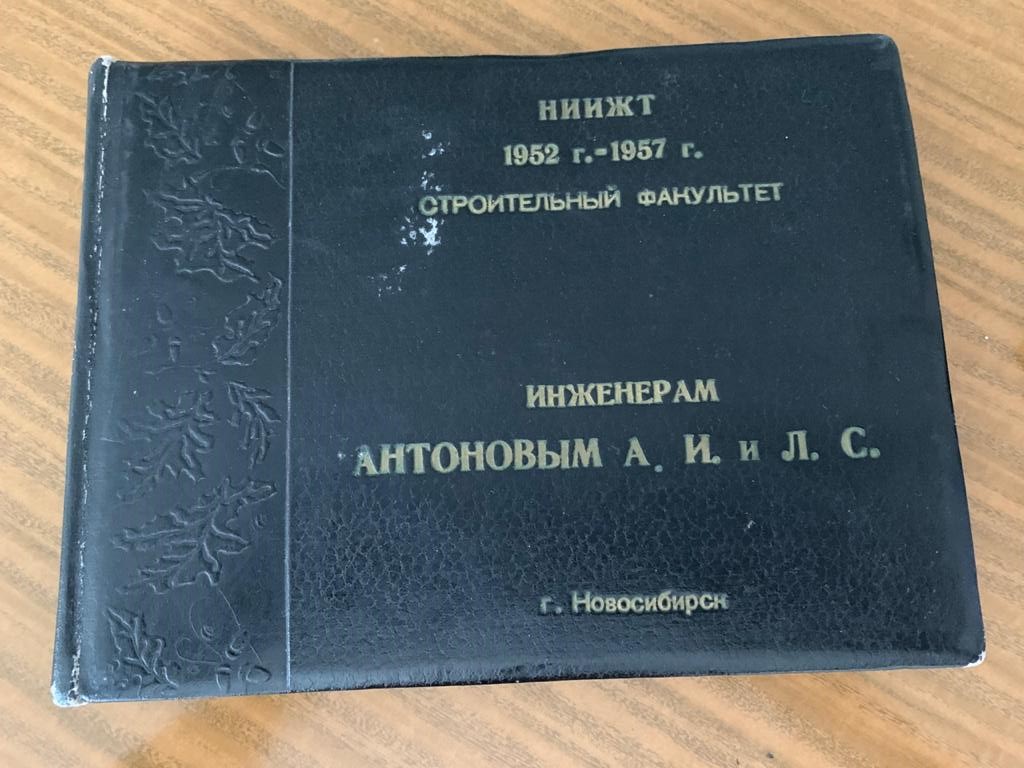 НИИЖТ
1952 г.-1957 г.
СТРОИТЕЛЬНЫЙ ФАКУЛЬТЕТ
ИНЖЕНЕРАМ
АНТОНОВЫМ А. И. и Л. С.
г. Новосибирск